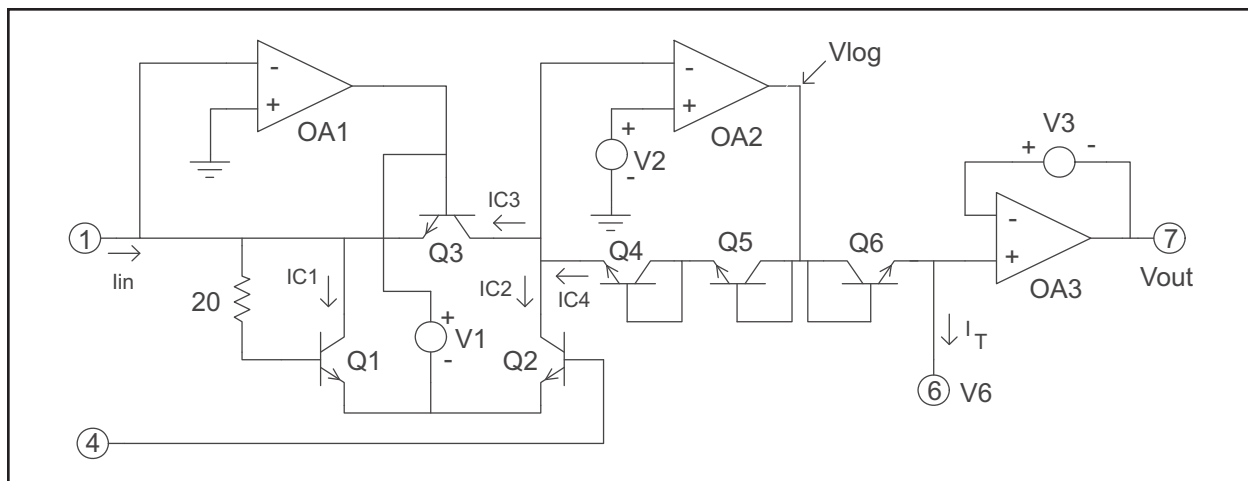 Vlog
-
+
OA1
-
+
OA2
+
V2
-
V3
+
-
IC3
1
Iin
Q3
Q4
Q5
Q6
-
+
OA3
7
Vout
20
IC1
IC2
IC4
+
V1
-
Q1
Q2
IT
6
V6
4